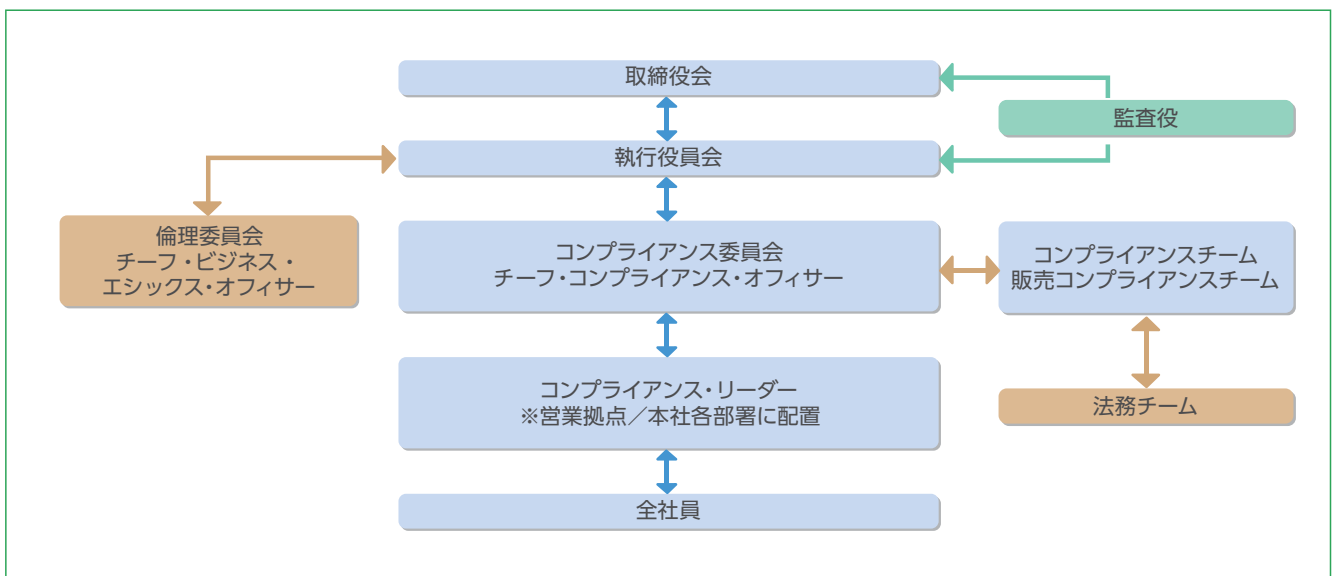 取締役会
監査役
執行役員会
倫理委員会
チーフ・ビジネス・
エシックス・オフィサー
コンプライアンス委員会
チーフ・コンプライアンス・オフィサー
コンプライアンスチーム
販売コンプライアンスチーム
コンプライアンス・リーダー
※営業拠点／本社各部署に配置
法務チーム
全社員